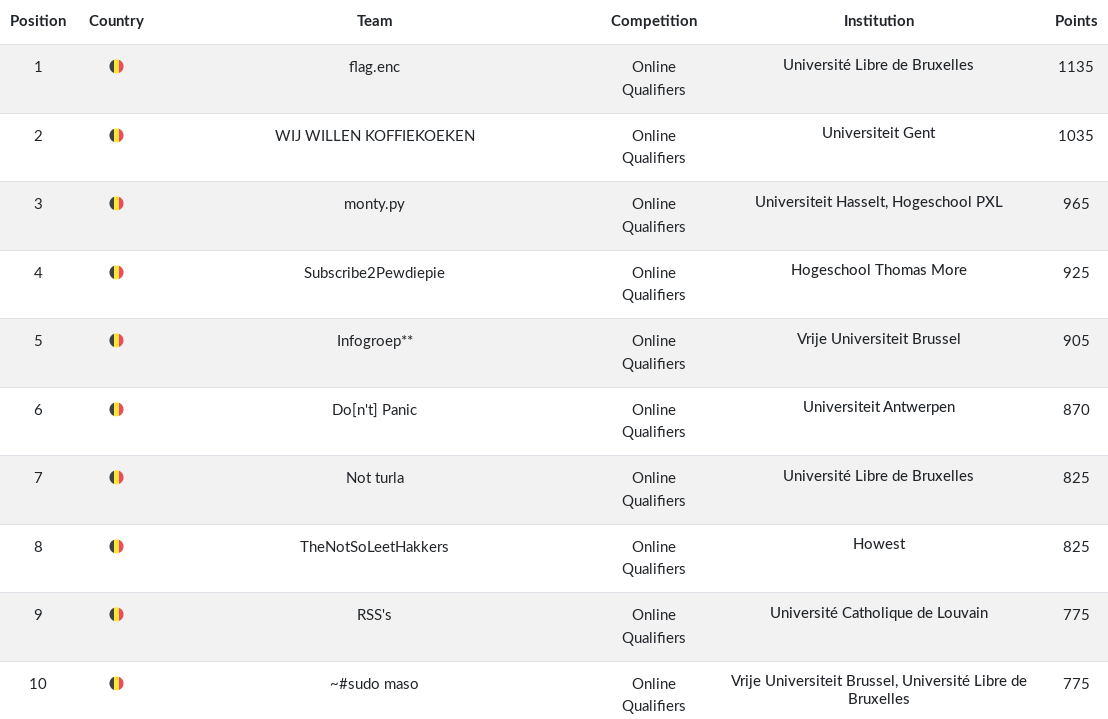 Position Country Team Competition Institution Points
1 flag.enc Online Qualifiers Université Libre de Bruxelles 1135
2 WIJ WILLEN KOFFIEKOEKEN Online Qualifiers Universiteit Gent 1035
3 monty.py Online Qualifiers Universiteit Hasselt, Hogeschool PXL 965
4 Subscribe2Pewdiepie Online Qualifiers Hogeschool Thomas More 925
5 Infogroep** Online Qualifiers Vrije Universiteit Brussel 905
6 Do[n't] Panic Online Qualifiers Universiteit Antwerpen 870
7 Not turla Online Qualifiers Université Libre de Bruxelles 825
8 TheNotSoLeetHakkers Online Qualifiers Howest 825
9 RSS's Online Qualifiers Université Catholique de Louvain 775
10 ~#sudo maso Online Qualifiers Vrije Universiteit Brussel, Université Libre de Bruxelles 775